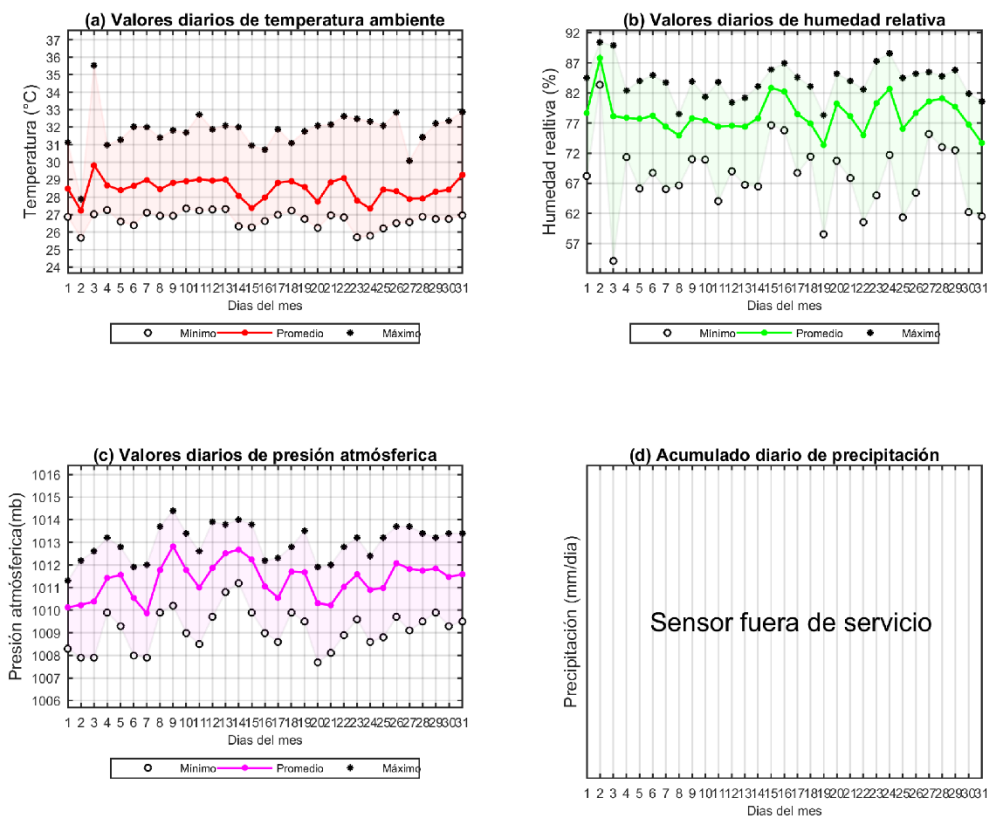 (a) Valores diarios de temperatura ambiente
Temperatura (°C)
37
36
35
34
33
32
31
30
29
28
27
26
25
24
1 2 3 4 5 6 7 8 9 10 11 12 13 14 15 16 17 18 19 20 21 22 23 24 25 26 27 28 29 30 31
Dias del mes
Mínimo Promedio Máximo
(b) Valores diarios de humedad relativa
Humedad realtiva (%)
92
87
82
77
72
67
62
57
1 2 3 4 5 6 7 8 9 10 11 12 13 14 15 16 17 18 19 20 21 22 23 24 25 26 27 28 29 30 31
Dias del mes
Mínimo Promedio Máximo
(c) Valores diarios de presión atmósferica
Presión atmósferica(mb)
1016
1015
1014
1013
1012
1011
1010
1009
1008
1007
1006
1 2 3 4 5 6 7 8 9 10 11 12 13 14 15 16 17 18 19 20 21 22 23 24 25 26 27 28 29 30 31
Dias del mes
Mínimo Promedio Máximo
(d) Acumulado diario de precipitación
Precipitación (mm/dia)
Sensor fuera de servicio
1 2 3 4 5 6 7 8 9 10 11 12 13 14 15 16 17 18 19 20 21 22 23 24 25 26 27 28 29 30 31
Dias del mes